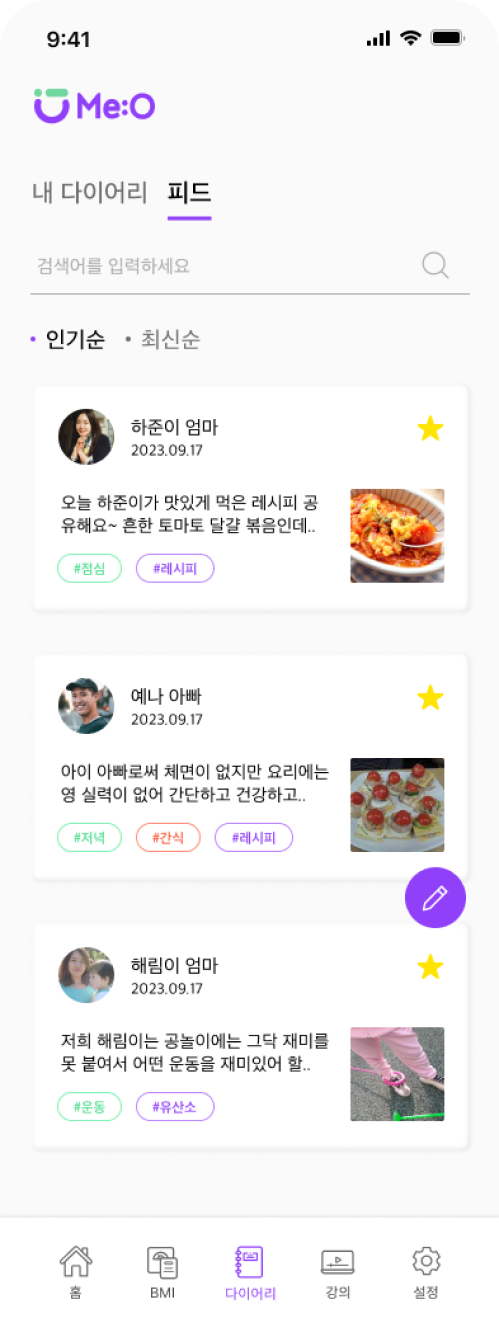 9:41
Me:O
내 다이어리 피드
검색어를 입력하세요
• 인기순 • 최신순
하준이 엄마
2023.09.17
오늘 하준이가 맛있게 먹은 레시피 공
유해요~ 흔한 토마토 달걀 볶음인데..
#점심 #레시피
예나 아빠
2023.09.17
아이 아빠로써 체면이 없지만 요리에는
영 실력이 없어 간단하고 건강하고..
#저녁 #간식 #레시피
해림이 엄마
2023.09.17
저희 해림이는 공놀이에는 그닥 재미를
못 붙여서 어떤 운동을 재미있어 할..
#운동 #유산소
홈 BMI 다이어리 강의 설정